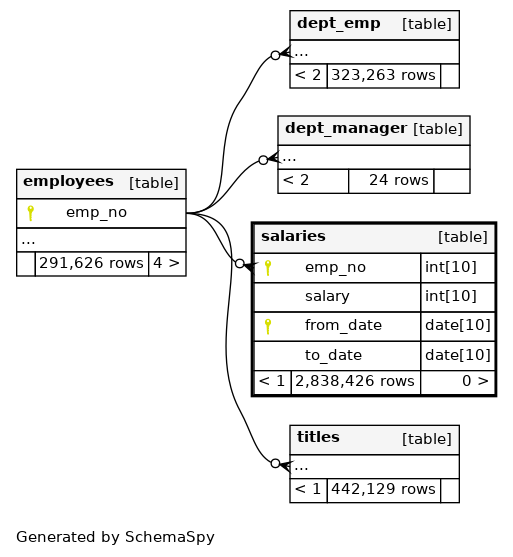 dept_emp [table]
...
< 2 323,263 rows
dept_manager [table]
...
< 2 24 rows
employees [table]
emp_no
...
291,626 rows 4 >
salaries [table]
emp_no int[10]
salary int[10]
from_date date[10]
to_date date[10]
< 1 2,838,426 rows 0 >
titles [table]
...
< 1 442,129 rows
Generated by SchemaSpy